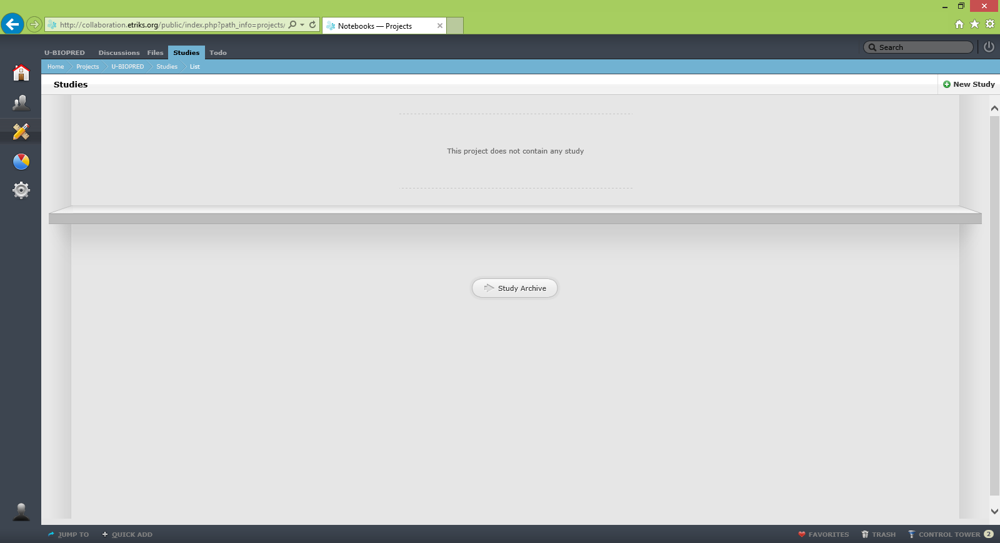 http://collaboration.etriks.org/public/index.php?path_info=projects/
Notebooks — Projects
U-BIOPRED Discussions Files Studies Todo
Search
Home Projects U-BIOPRED Studies List
Studies
New Study
This project does not contain any study
Study Archive
JUMP TO QUICK ADD
FAVORITES TRASH CONTROL TOWER 2